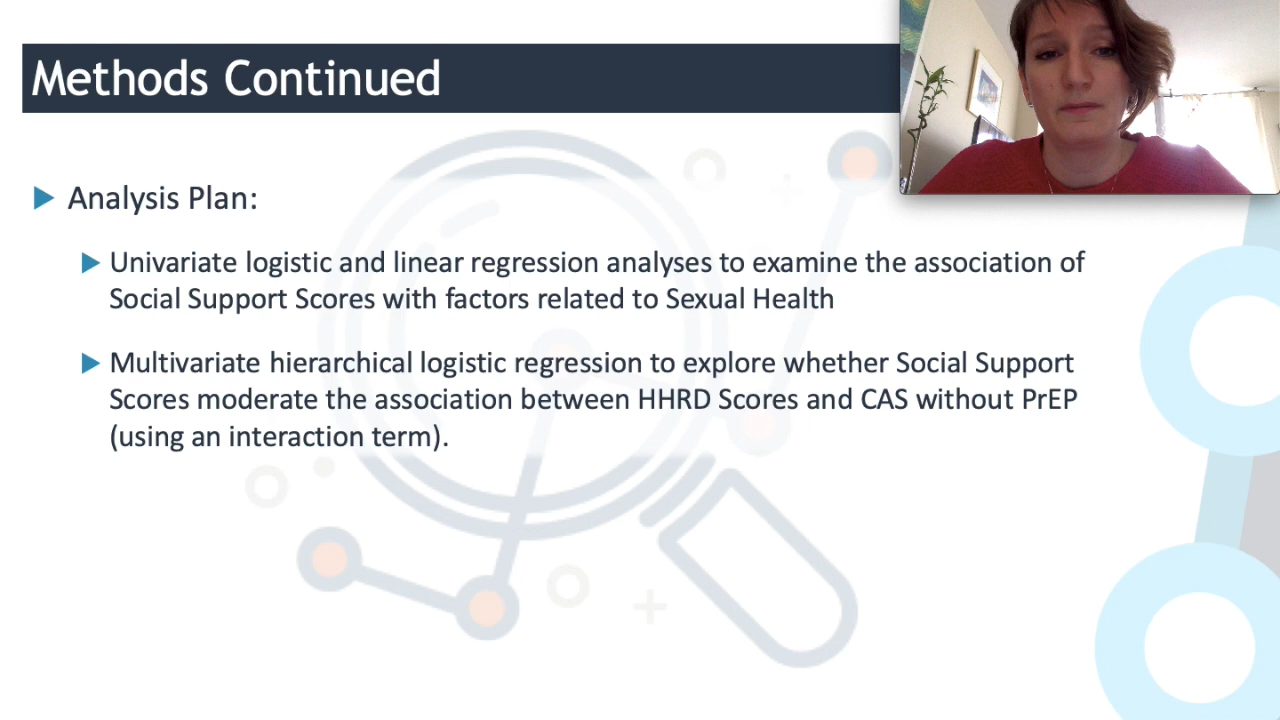 Methods Continued
Analysis Plan:
Univariate logistic and linear regression analyses to examine the association of
Social Support Scores with factors related to Sexual Health
Multivariate hierarchical logistic regression to explore whether Social Support
Scores moderate the association between HHRD Scores and CAS without PrEP
(using an interaction term).